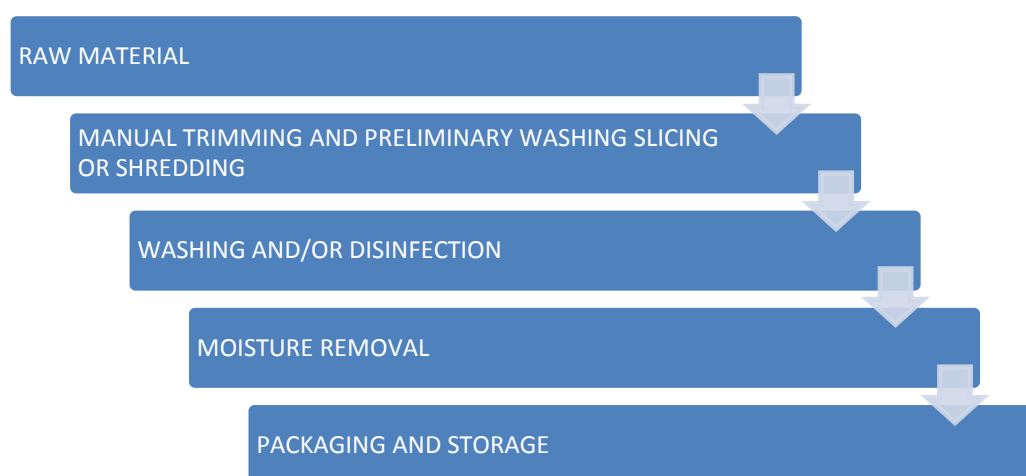 RAW MATERIAL
MANUAL TRIMMING AND PRELIMINARY WASHING SLICING
OR SHREDDING
WASHING AND/OR DISINFECTION
MOISTURE REMOVAL
PACKAGING AND STORAGE